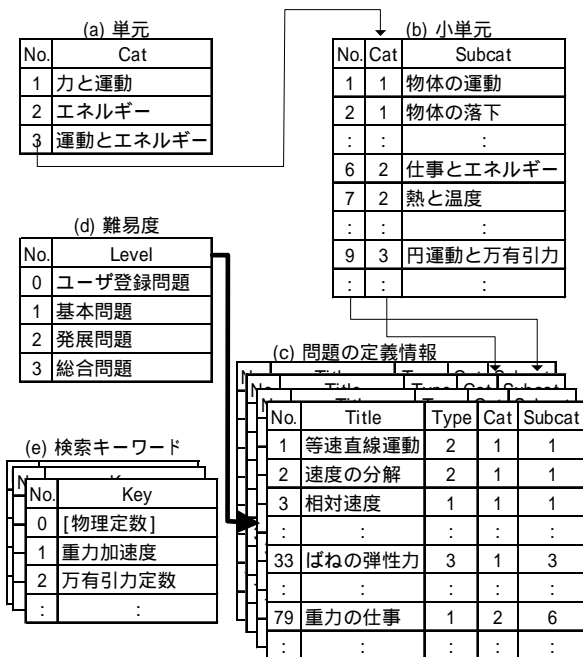 (a) 単元
No. Cat
1 力と運動
2 エネルギー
3 運動とエネルギー
(b) 小単元
No. Cat Subcat
1 1 物体の運動
2 1 物体の落下
: : :
6 2 仕事とエネルギー
7 2 熱と温度
: : :
9 3 円運動と万有引力
: : :
(d) 難易度
No. Level
0 ユーザ登録問題
1 基本問題
2 発展問題
3 総合問題
(c) 問題の定義情報
No. Title Type Cat Subcat
1 等速直線運動 2 1 1
2 速度の分解 2 1 1
3 相対速度 1 1 1
: : : : :
33 ばねの弾性力 3 1 3
: : : : :
79 重力の仕事 1 2 6
: : : : :
(e) 検索キーワード
No. Key
0 [物理定数]
1 重力加速度
2 万有引力定数
: :